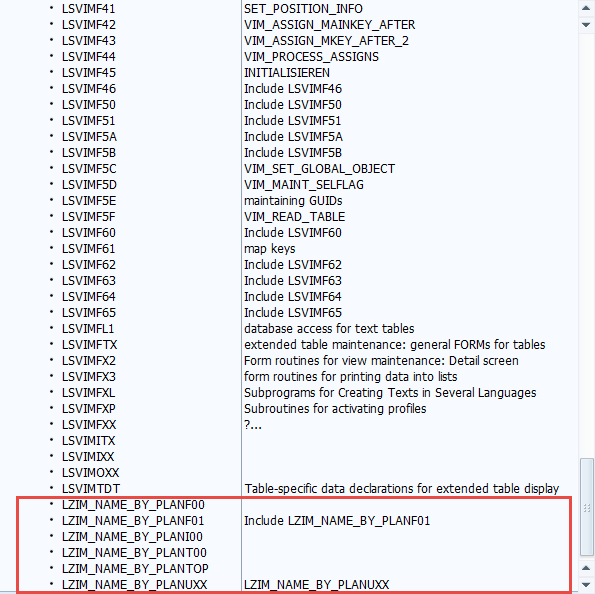 LSVIMF41 SET_POSITION_INFO
LSVIMF42 VIM_ASSIGN_MAINKEY_AFTER
LSVIMF43 VIM_ASSIGN_MKEY_AFTER_2
LSVIMF44 VIM_PROCESS_ASSIGNS
LSVIMF45 INITIALISIEREN
LSVIMF46 Include LSVIMF46
LSVIMF50 Include LSVIMF50
LSVIMF51 Include LSVIMF51
LSVIMF5A Include LSVIMF5A
LSVIMF5B Include LSVIMF5B
LSVIMF5C VIM_SET_GLOBAL_OBJECT
LSVIMF5D VIM_MAINT_SELFLAG
LSVIMF5E maintaining GUIDs
LSVIMF5F VIM_READ_TABLE
LSVIMF60 Include LSVIMF60
LSVIMF61 map keys
LSVIMF62 Include LSVIMF62
LSVIMF63 Include LSVIMF63
LSVIMF64 Include LSVIMF64
LSVIMF65 Include LSVIMF65
LSVIMFL1 database access for text tables
LSVIMFTX extended table maintenance: general FORMs for tables
LSVIMFX2 Form routines for view maintenance: Detail screen
LSVIMFX3 form routines for printing data into lists
LSVIMFXL Subprograms for Creating Texts in Several Languages
LSVIMFXP Subroutines for activating profiles
LSVIMFXX ?...
LSVIMITX
LSVIMIXX
LSVIMOXX
LSVIMTDT Table-specific data declarations for extended table display
LZIM_NAME_BY_PLANF00
LZIM_NAME_BY_PLANF01 Include LZIM_NAME_BY_PLANF01
LZIM_NAME_BY_PLANI00
LZIM_NAME_BY_PLANT00
LZIM_NAME_BY_PLANTOP
LZIM_NAME_BY_PLANUXX LZIM_NAME_BY_PLANUXX